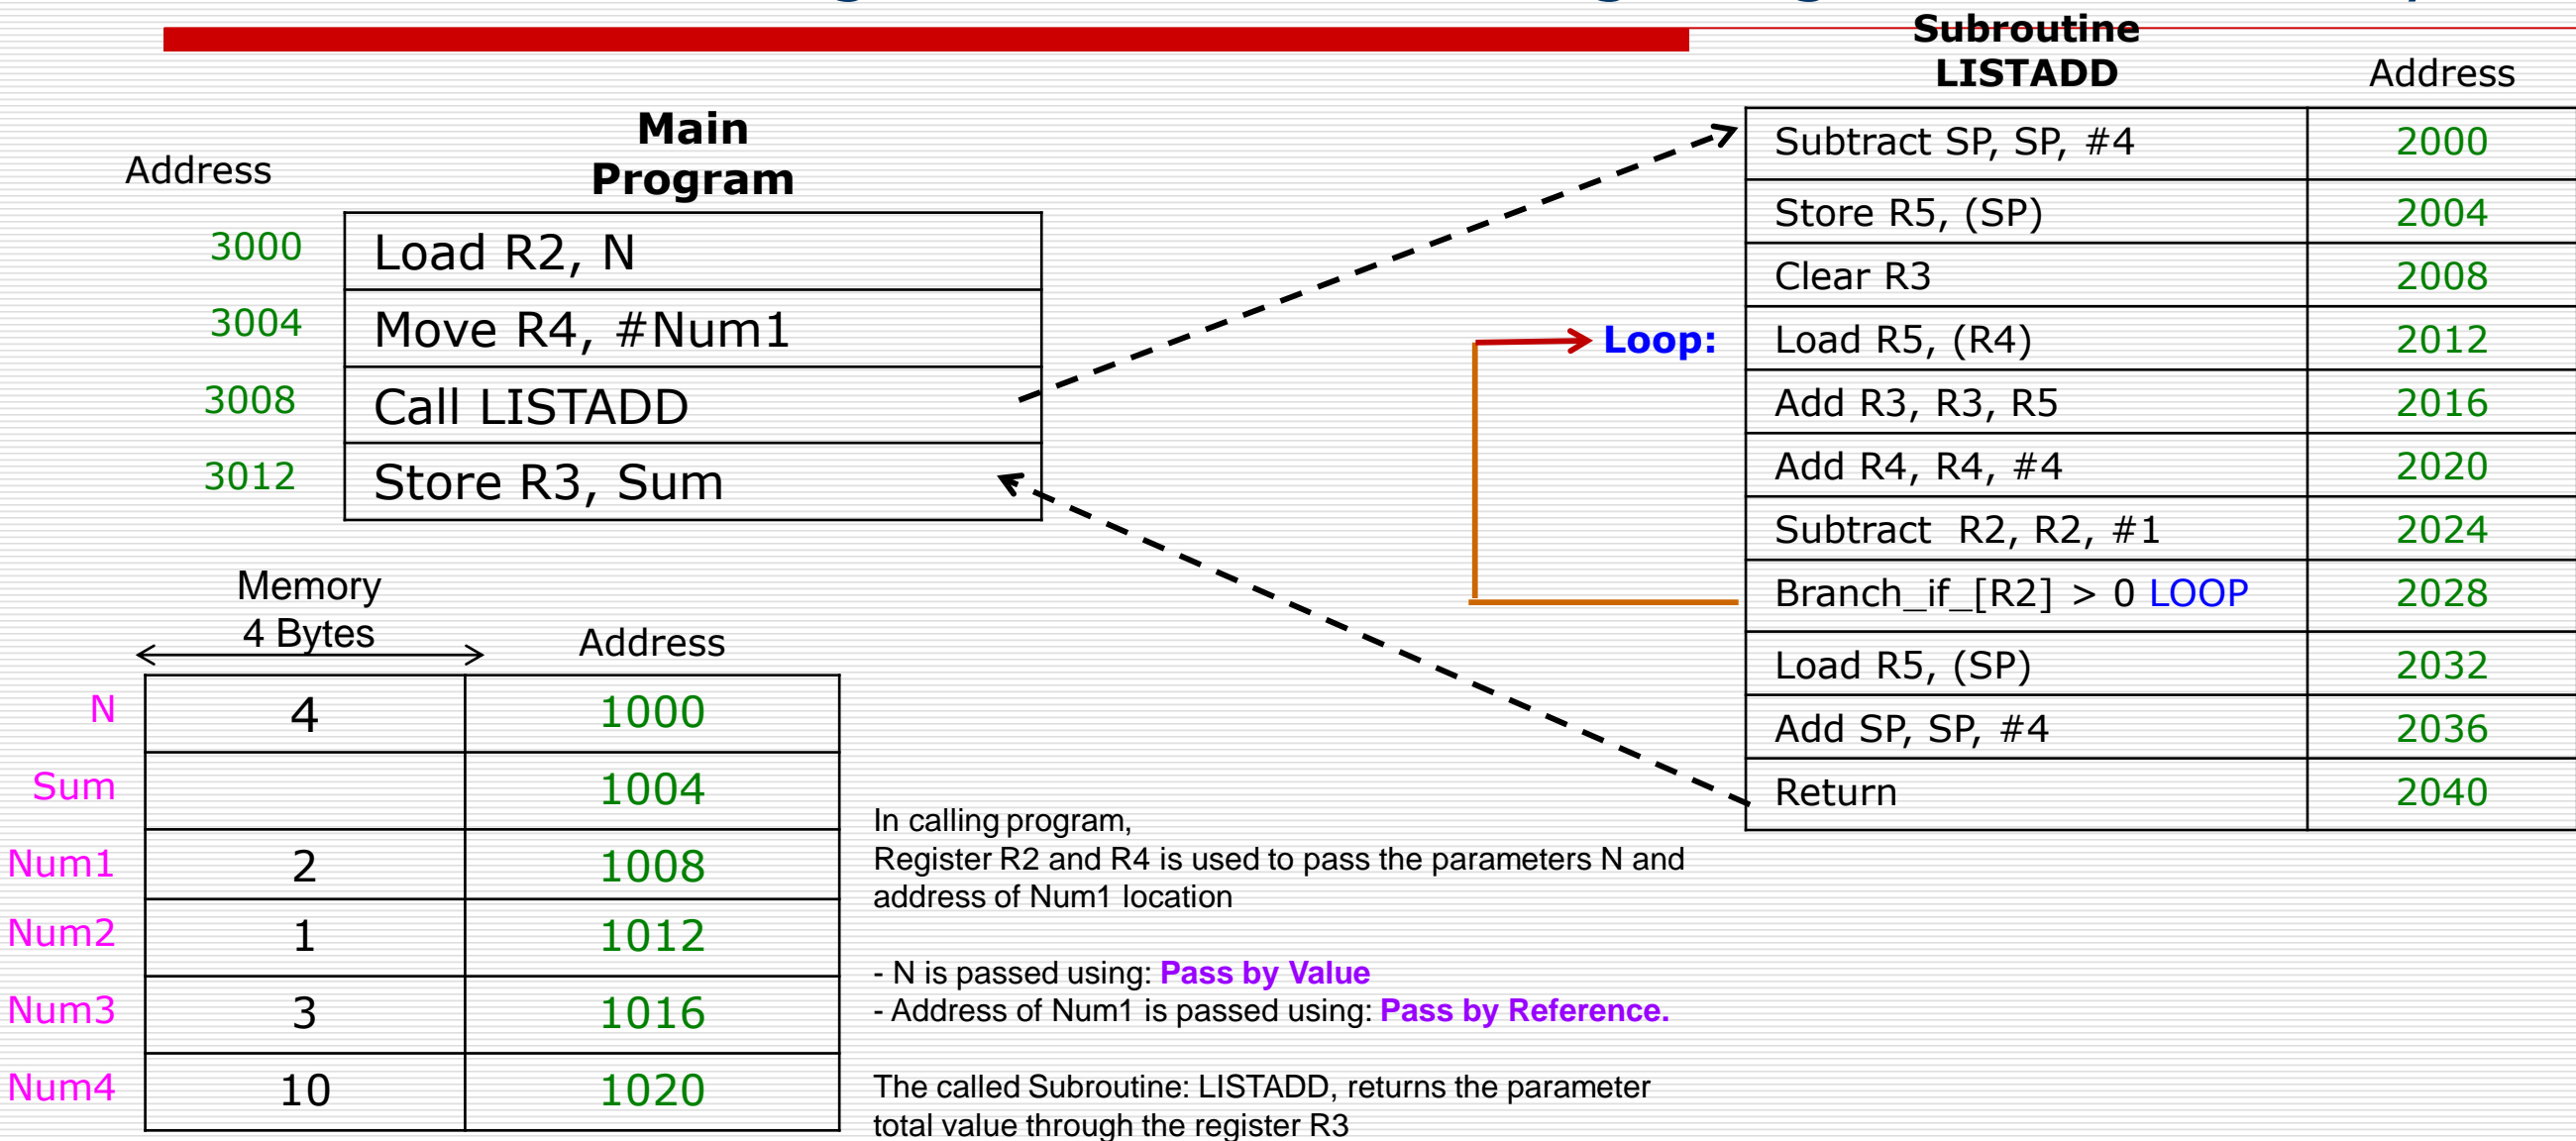 Subroutine
LISTADD
Address
Subtract SP, SP, #4 2000
Store R5, (SP) 2004
Clear R3 2008
Loop: Load R5, (R4) 2012
Add R3, R3, R5 2016
Add R4, R4, #4 2020
Subtract R2, R2, #1 2024
Branch_if_[R2] > 0 LOOP 2028
Load R5, (SP) 2032
Add SP, SP, #4 2036
Return 2040
Main
Program
Address
3000 Load R2, N
3004 Move R4, #Num1
3008 Call LISTADD
3012 Store R3, Sum
Memory
4 Bytes
Address
N 4 1000
Sum 1004
Num1 2 1008
Num2 1 1012
Num3 3 1016
Num4 10 1020
In calling program,
Register R2 and R4 is used to pass the parameters N and
address of Num1 location
- N is passed using: Pass by Value
- Address of Num1 is passed using: Pass by Reference.
The called Subroutine: LISTADD, returns the parameter
total value through the register R3